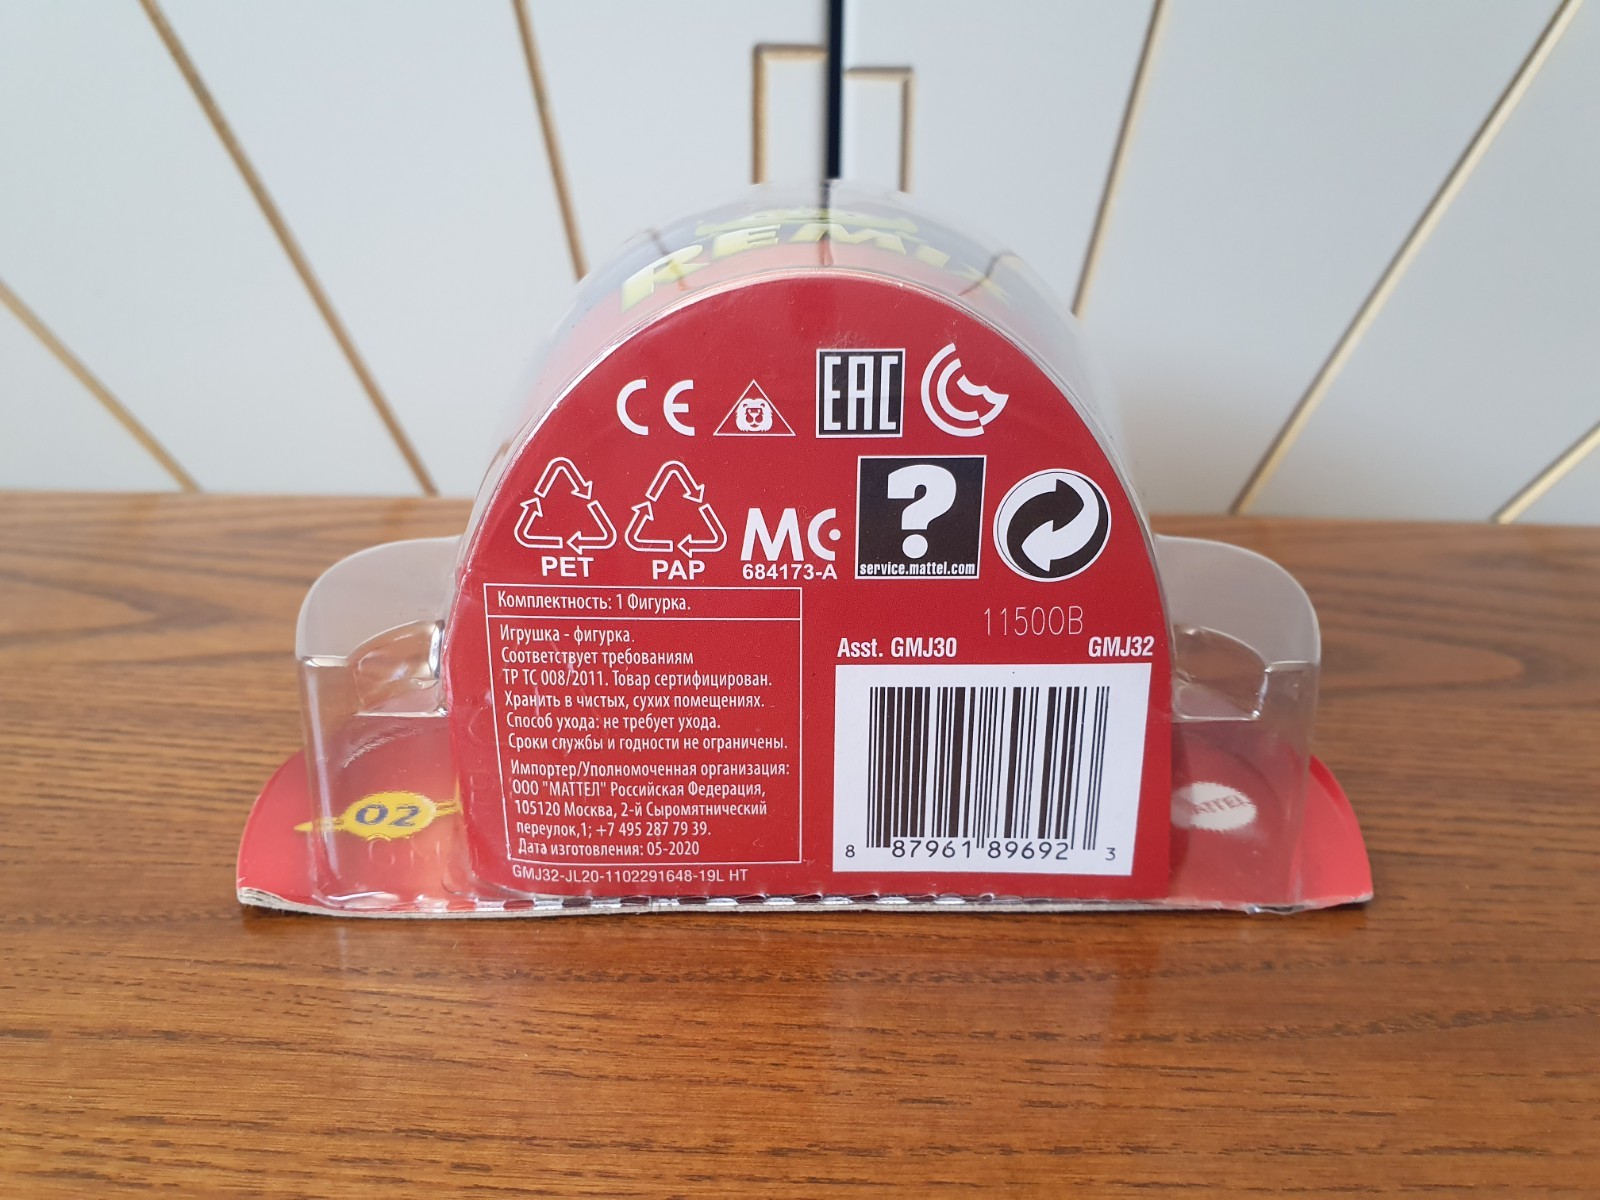 REMIX
CE
EAC
PET
PAP
MC
684173-A
?
service.mattel.com
Комплектность: 1 Фигурка.
Игрушка - фигурка.
Соответствует требованиям
ТР ТС 008/2011. Товар сертифицирован.
Хранить в чистых, сухих помещениях.
Способ ухода: не требует ухода.
Сроки службы и годности не ограничены.
Импортер/Уполномоченная организация:
ООО "МАТТЕЛ" Российская Федерация,
105120 Москва, 2-й Сыромятнический
переулок,1; +7 495 287 79 39.
Дата изготовления: 05-2020
GMJ32-JL20-1102291648-19L HT
11500B
Asst. GMJ30
GMJ32
8 87961 89692 3
02
MATTEL